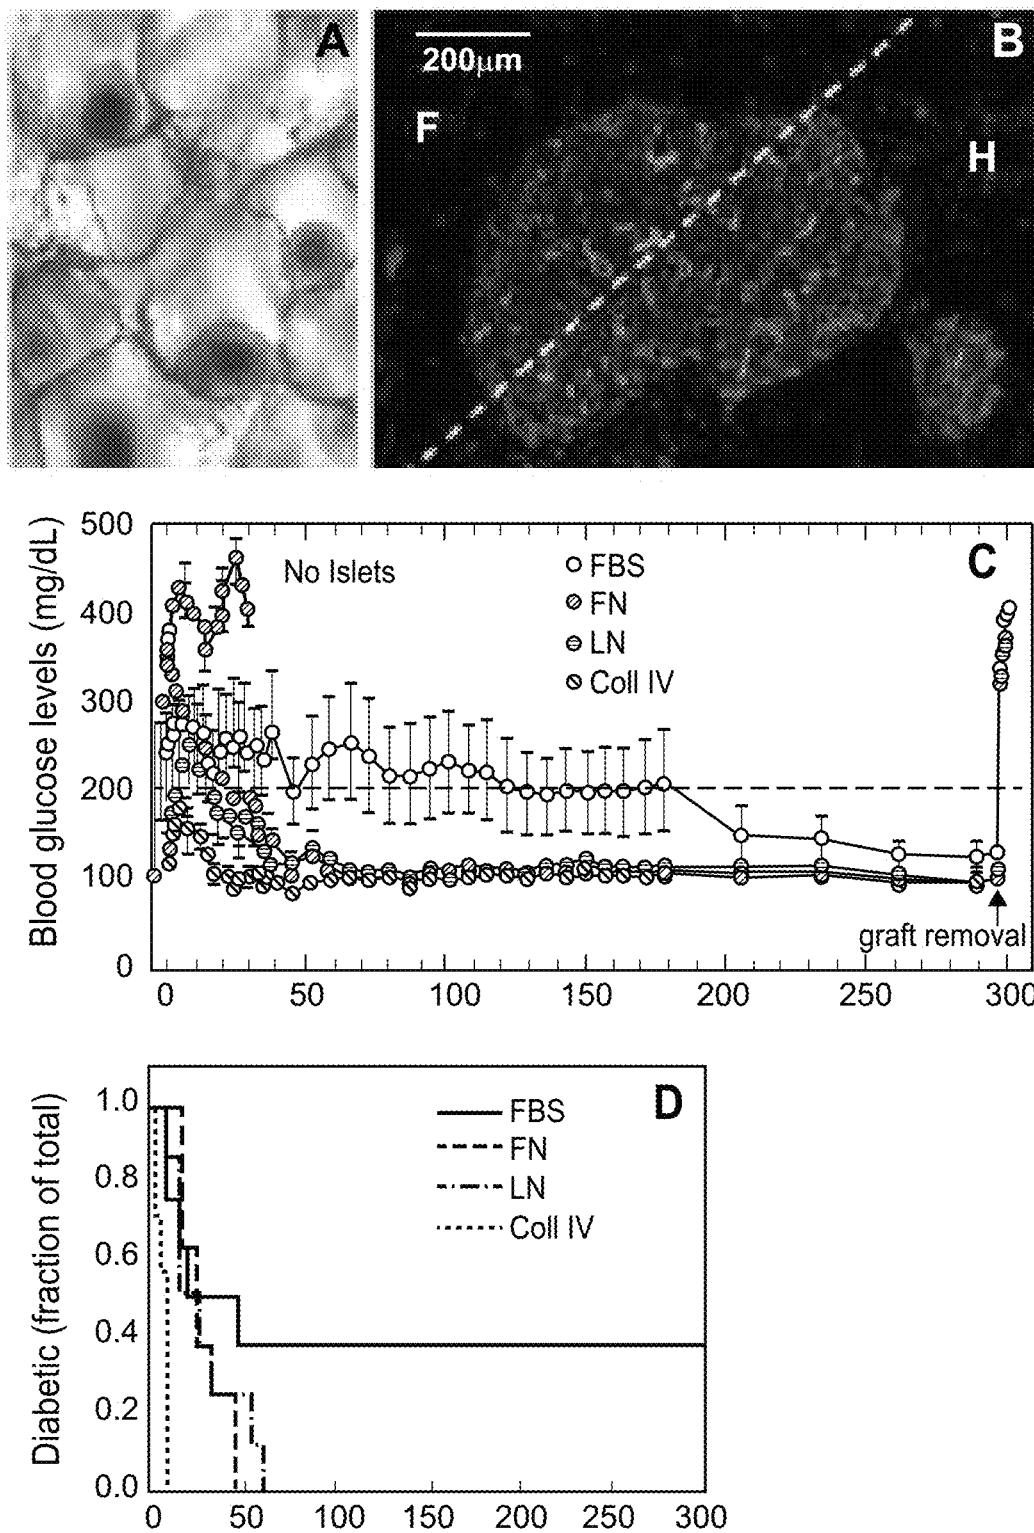 A
B
200µm
F
H
Blood glucose levels (mg/dL)
500
400
300
200
100
0
No Islets
C
FBS
FN
LN
Coll IV
graft removal
0 50 100 150 200 250 300
Diabetic (fraction of total)
1.0
0.8
0.6
0.4
0.2
0.0
D
FBS
FN
LN
Coll IV
0 50 100 150 200 250 300